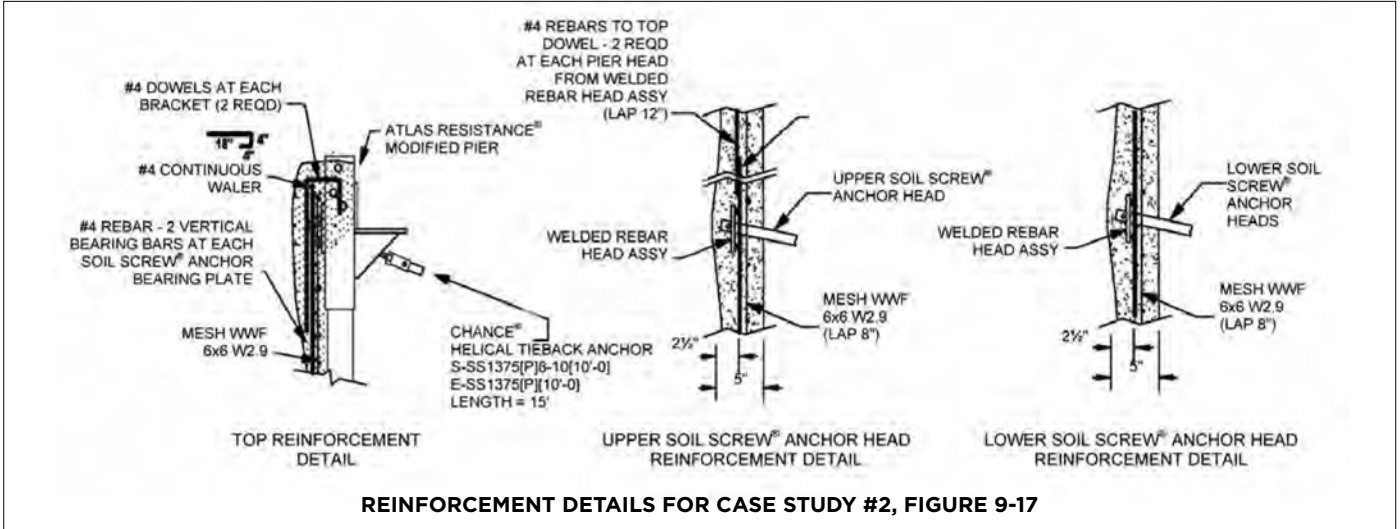 #4 DOWELS AT EACH
BRACKET (2 REQD)
18"
4"
6"
#4 CONTINUOUS
WALER
#4 REBAR - 2 VERTICAL
BEARING BARS AT EACH
SOIL SCREW® ANCHOR
BEARING PLATE
MESH WWF
6x6 W2.9
ATLAS RESISTANCE®
MODIFIED PIER
CHANCE®
HELICAL TIEBACK ANCHOR
S-SS1375[P]8-10[10'-0]
E-SS1375[P][10'-0]
LENGTH = 15'
TOP REINFORCEMENT
DETAIL
#4 REBARS TO TOP
DOWEL - 2 REQD
AT EACH PIER HEAD
FROM WELDED
REBAR HEAD ASSY
(LAP 12")
UPPER SOIL SCREW®
ANCHOR HEAD
WELDED REBAR
HEAD ASSY
MESH WWF
6x6 W2.9
(LAP 8")
2½"
5"
UPPER SOIL SCREW® ANCHOR HEAD
REINFORCEMENT DETAIL
LOWER SOIL
SCREW®
ANCHOR
HEADS
WELDED REBAR
HEAD ASSY
MESH WWF
6x6 W2.9
(LAP 8")
2½"
5"
LOWER SOIL SCREW® ANCHOR HEAD
REINFORCEMENT DETAIL
REINFORCEMENT DETAILS FOR CASE STUDY #2, FIGURE 9-17